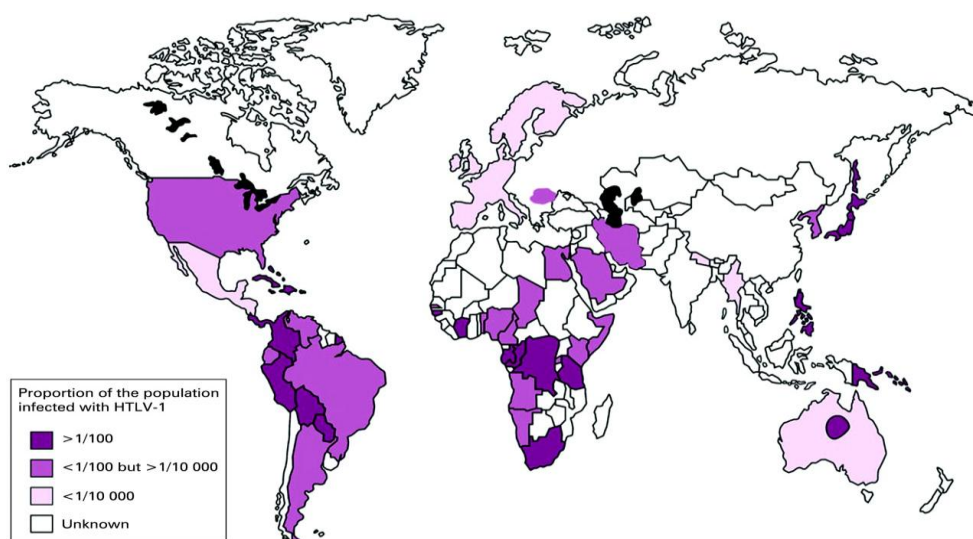 Proportion of the population
infected with HTLV-1
>1/100
<1/100 but >1/10 000
<1/10 000
Unknown